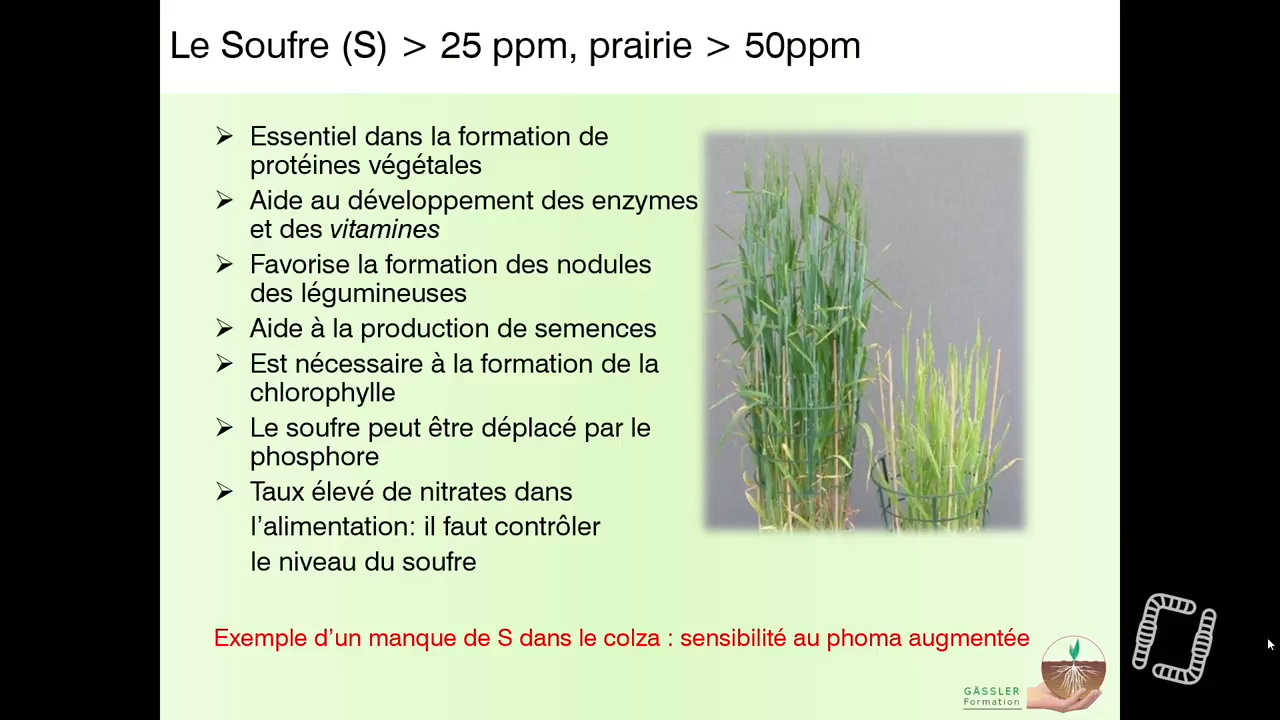 Le Soufre (S) > 25 ppm, prairie > 50ppm
➢ Essentiel dans la formation de
protéines végétales
➢ Aide au développement des enzymes
et des vitamines
➢ Favorise la formation des nodules
des légumineuses
➢ Aide à la production de semences
➢ Est nécessaire à la formation de la
chlorophylle
➢ Le soufre peut être déplacé par le
phosphore
➢ Taux élevé de nitrates dans
l’alimentation: il faut contrôler
le niveau du soufre
Exemple d’un manque de S dans le colza : sensibilité au phoma augmentée
GÄSSLER
Formation